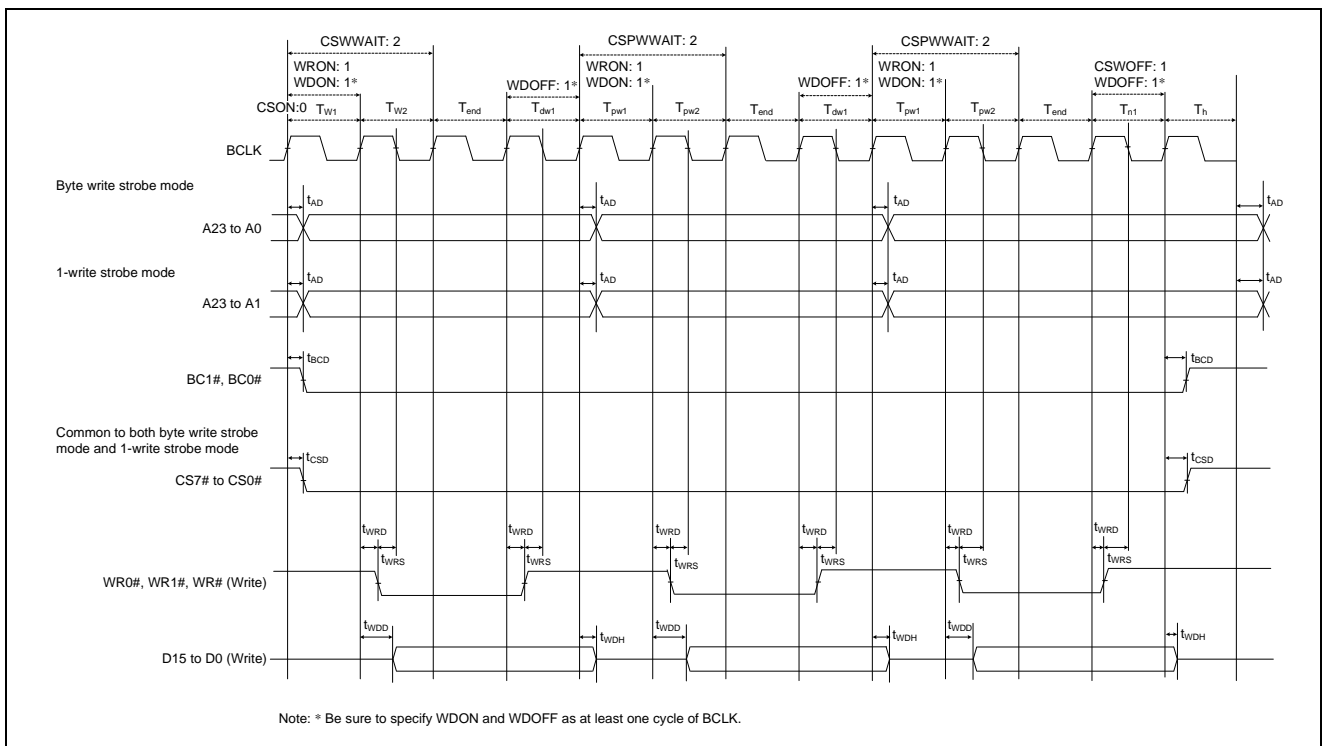 CSWWAIT: 2 CSPWWAIT: 2 CSPWWAIT: 2
WRON: 1 WRON: 1 WRON: 1 CSWOFF: 1
WDON: 1* WDOFF: 1* WDON: 1* WDOFF: 1* WDON: 1* WDOFF: 1*
CSON:0 TW1 TW2 Tend Tdw1 Tpw1 Tpw2 Tend Tdw1 Tpw1 Tpw2 Tend Tn1 Th
BCLK
Byte write strobe mode
tAD tAD tAD tAD
A23 to A0
1-write strobe mode
tAD tAD tAD tAD
A23 to A1
tBCD tBCD
BC1#, BC0#
Common to both byte write strobe
mode and 1-write strobe mode
tCSD tCSD
CS7# to CS0#
tWRD tWRD tWRD tWRD tWRD tWRD
tWRS tWRS tWRS tWRS tWRS tWRS
WR0#, WR1#, WR# (Write)
tWDD tWDH tWDD tWDH tWDD tWDH
D15 to D0 (Write)
Note: * Be sure to specify WDON and WDOFF as at least one cycle of BCLK.